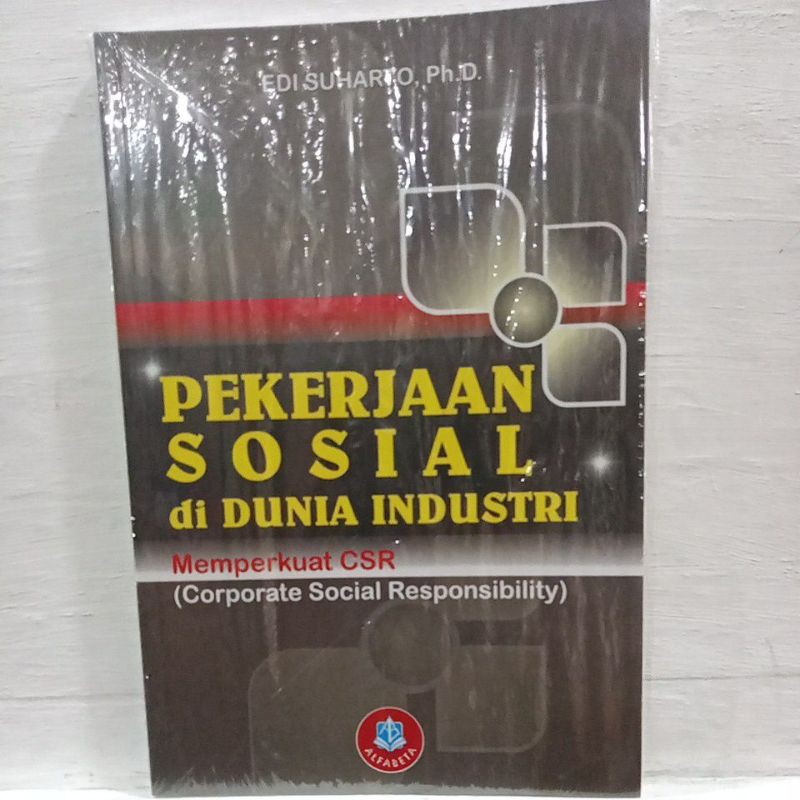 EDI SUHARTO, Ph.D.
PEKERJAAN
SOSIAL
di DUNIA INDUSTRI
Memperkuat CSR
(Corporate Social Responsibility)
ALFABETA